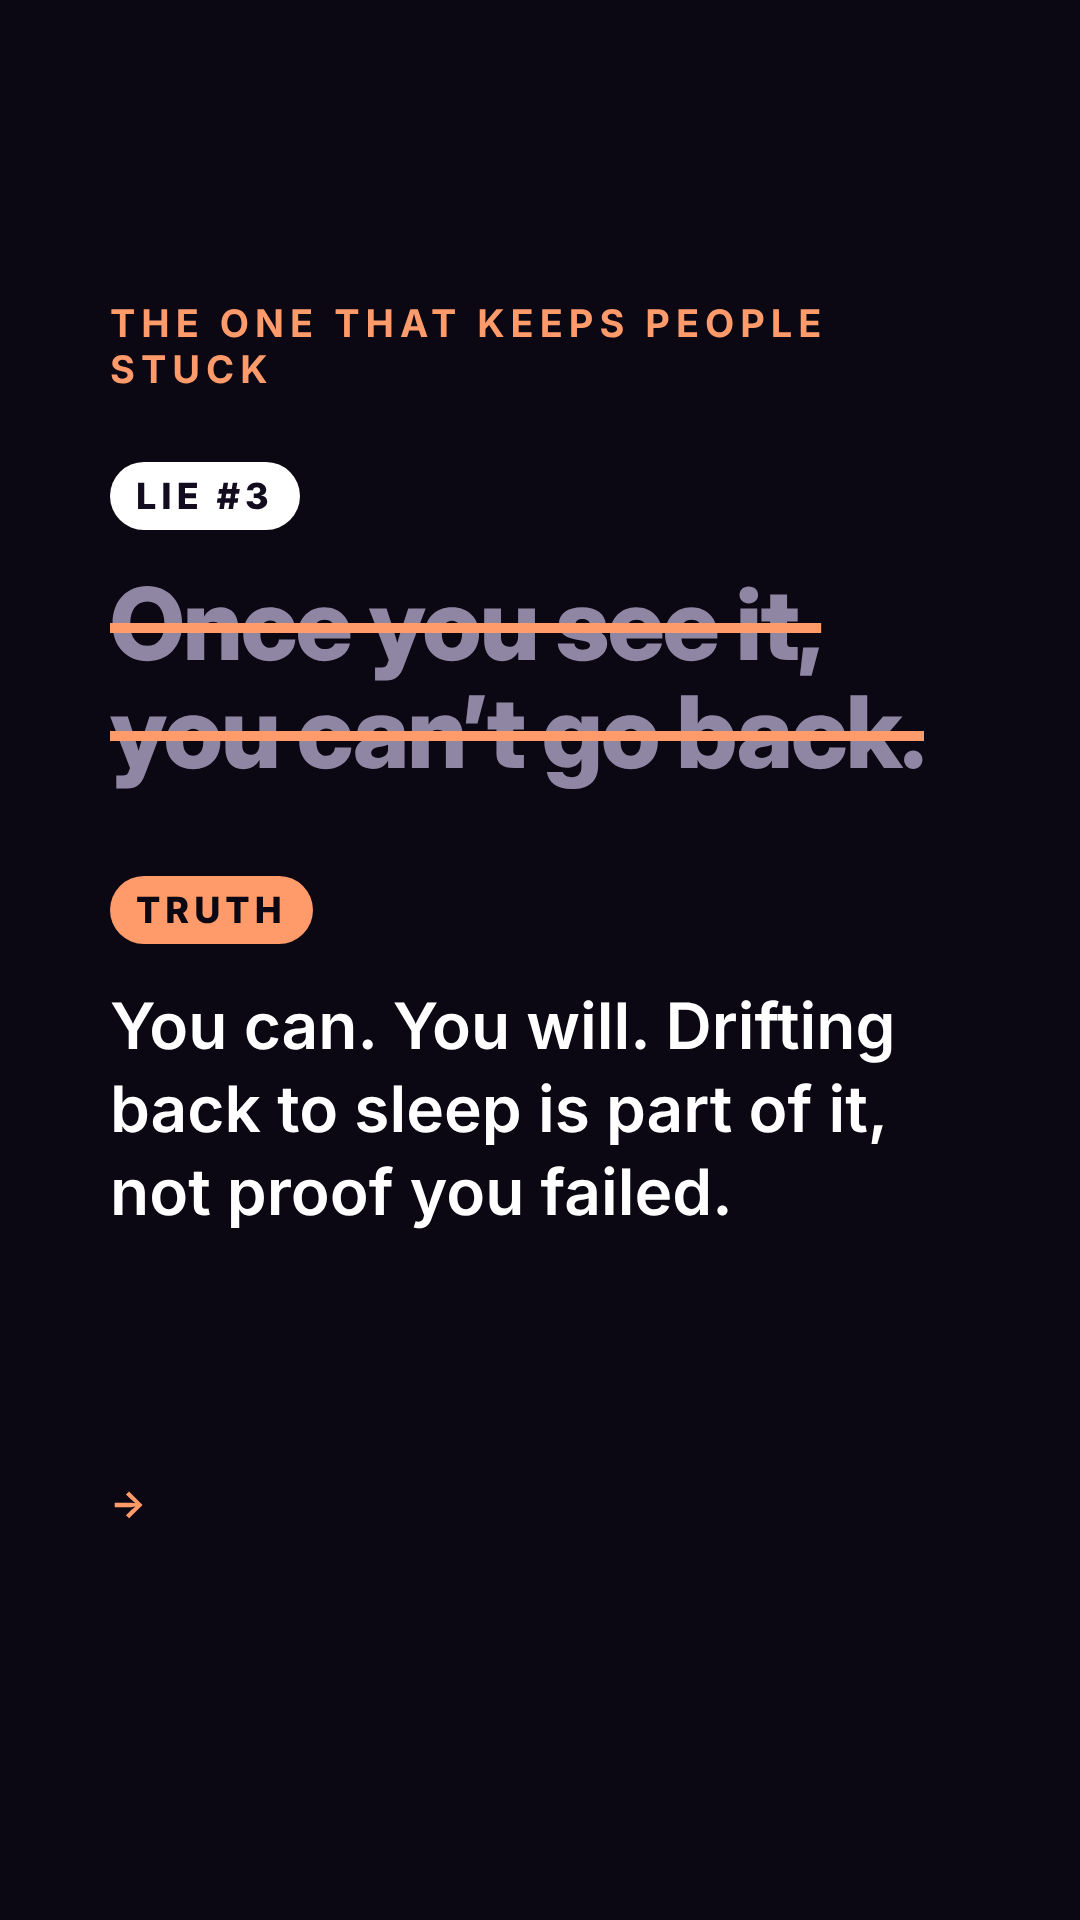 THE ONE THAT KEEPS PEOPLE
STUCK
LIE #3
Once you see it,
you can’t go back.
TRUTH
You can. You will. Drifting
back to sleep is part of it,
not proof you failed.
→